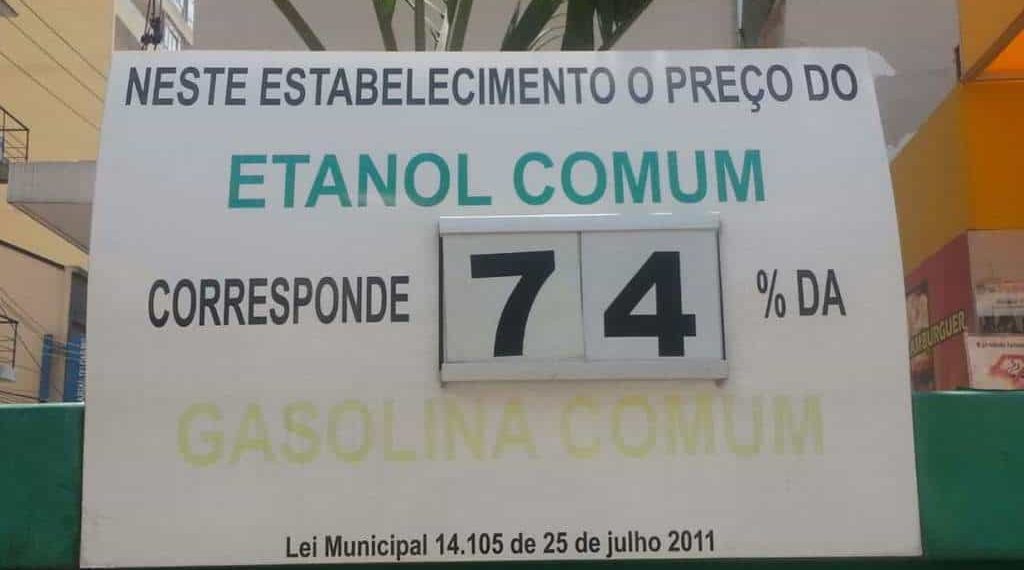 NESTE ESTABELECIMENTO O PREÇO DO
ETANOL COMUM
CORRESPONDE 74 % DA
GASOLINA COMUM
Lei Municipal 14.105 de 25 de julho 2011